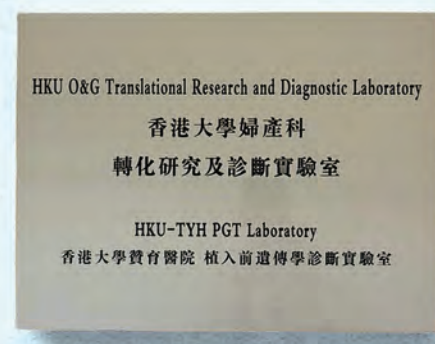 HKU O&G Translational Research and Diagnostic Laboratory
香港大學婦產科
轉化研究及診斷實驗室
HKU-TYH PGT Laboratory
香港大學贊育醫院 植入前遺傳學診斷實驗室